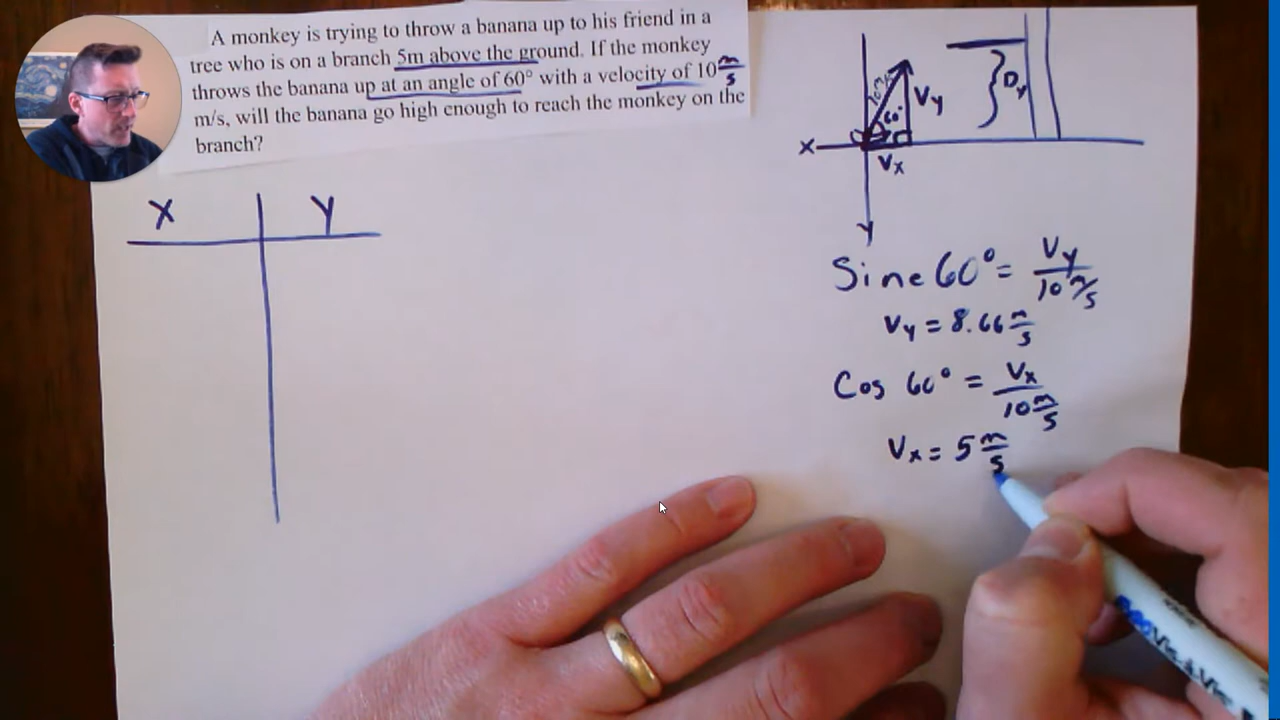 A monkey is trying to throw a banana up to his friend in a
tree who is on a branch 5m above the ground. If the monkey
throws the banana up at an angle of 60° with a velocity of 10 m/s
m/s, will the banana go high enough to reach the monkey on the
branch?
X Y
10 m/s
60°
Vy
Dy
X
Vx
Y
Sine 60° = Vy / 10 m/s
Vy = 8.66 m/s
Cos 60° = Vx / 10 m/s
Vx = 5 m/s